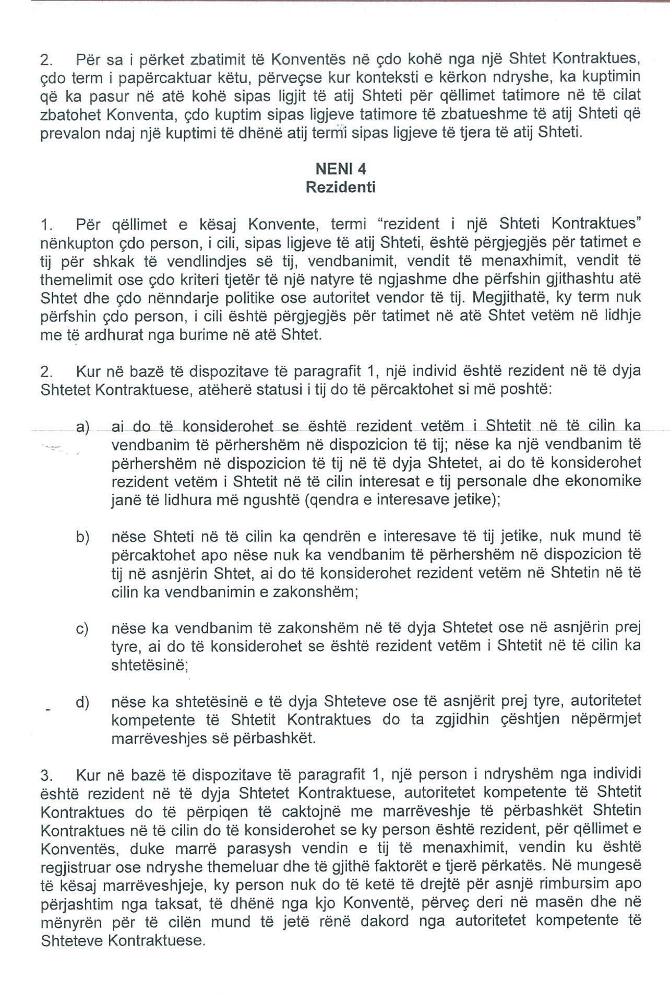 2. Për sa i përket zbatimit të Konventës në çdo kohë nga një Shtet Kontraktues,
çdo term i papërcaktuar këtu, përveçse kur konteksti e kërkon ndryshe, ka kuptimin
që ka pasur në atë kohë sipas ligjit të atij Shteti për qëllimet tatimore në të cilat
zbatohet Konventa, çdo kuptim sipas ligjeve tatimore të zbatueshme të atij Shteti që
prevalon ndaj një kuptimi të dhënë atij termi sipas ligjeve të tjera të atij Shteti.
NENI 4
Rezidenti
1. Për qëllimet e kësaj Konvente, termi “rezident i një Shteti Kontraktues”
nënkupton çdo person, i cili, sipas ligjeve të atij Shteti, është përgjegjës për tatimet e
tij për shkak të vendlindjes së tij, vendbanimit, vendit të menaxhimit, vendit të
themelimit ose çdo kriteri tjetër të një natyre të ngjashme dhe përfshin gjithashtu atë
Shtet dhe çdo nënndarje politike ose autoritet vendor të tij. Megjithatë, ky term nuk
përfshin çdo person, i cili është përgjegjës për tatimet në atë Shtet vetëm në lidhje
me të ardhurat nga burime në atë Shtet.
2. Kur në bazë të dispozitave të paragrafit 1, një individ është rezident në të dyja
Shtetet Kontraktuese, atëherë statusi i tij do të përcaktohet si më poshtë:
a) ai do të konsiderohet se është rezident vetëm i Shtetit në të cilin ka
vendbanim të përhershëm në dispozicion të tij; nëse ka një vendbanim të
përhershëm në dispozicion të tij në të dyja Shtetet, ai do të konsiderohet
rezident vetëm i Shtetit në të cilin interesat e tij personale dhe ekonomike
janë të lidhura më ngushtë (qendra e interesave jetike);
b) nëse Shteti në të cilin ka qendrën e interesave të tij jetike, nuk mund të
përcaktohet apo nëse nuk ka vendbanim të përhershëm në dispozicion të
tij në asnjërin Shtet, ai do të konsiderohet rezident vetëm në Shtetin në të
cilin ka vendbanimin e zakonshëm;
c) nëse ka vendbanim të zakonshëm në të dyja Shtetet ose në asnjërin prej
tyre, ai do të konsiderohet se është rezident vetëm i Shtetit në të cilin ka
shtetësinë;
d) nëse ka shtetësinë e të dyja Shteteve ose të asnjërit prej tyre, autoritetet
kompetente të Shtetit Kontraktues do ta zgjidhin çështjen nëpërmjet
marrëveshjes së përbashkët.
3. Kur në bazë të dispozitave të paragrafit 1, një person i ndryshëm nga individi
është rezident në të dyja Shtetet Kontraktuese, autoritetet kompetente të Shtetit
Kontraktues do të përpiqen të caktojnë me marrëveshje të përbashkët Shtetin
Kontraktues në të cilin do të konsiderohet se ky person është rezident, për qëllimet e
Konventës, duke marrë parasysh vendin e tij të menaxhimit, vendin ku është
regjistruar ose ndryshe themeluar dhe të gjithë faktorët e tjerë përkatës. Në mungesë
të kësaj marrëveshjeje, ky person nuk do të ketë të drejtë për asnjë rimbursim apo
përjashtim nga taksat, të dhënë nga kjo Konventë, përveç deri në masën dhe në
mënyrën për të cilën mund të jetë rënë dakord nga autoritetet kompetente të
Shteteve Kontraktuese.